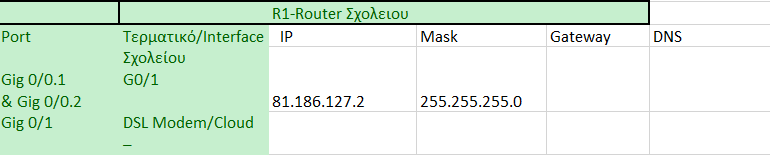 R1-Router Σχολειου
Port Τερματικό/Interface Σχολείου IP Mask Gateway DNS
Gig 0/0.1 & Gig 0/0.2 G0/1 81.186.127.2 255.255.255.0
Gig 0/1 DSL Modem/Cloud –